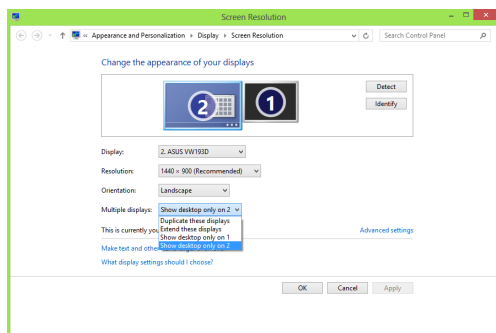 Screen Resolution
« Appearance and Personalization Display Screen Resolution
Search Control Panel
Change the appearance of your displays
2
1
Detect
Identify
Display: 2. ASUS VW193D
Resolution: 1440 × 900 (Recommended)
Orientation: Landscape
Multiple displays: Show desktop only on 2
Duplicate these displays
This is currently you Extend these displays Advanced settings
Show desktop only on 1
Make text and othe Show desktop only on 2
What display settings should I choose?
OK Cancel Apply